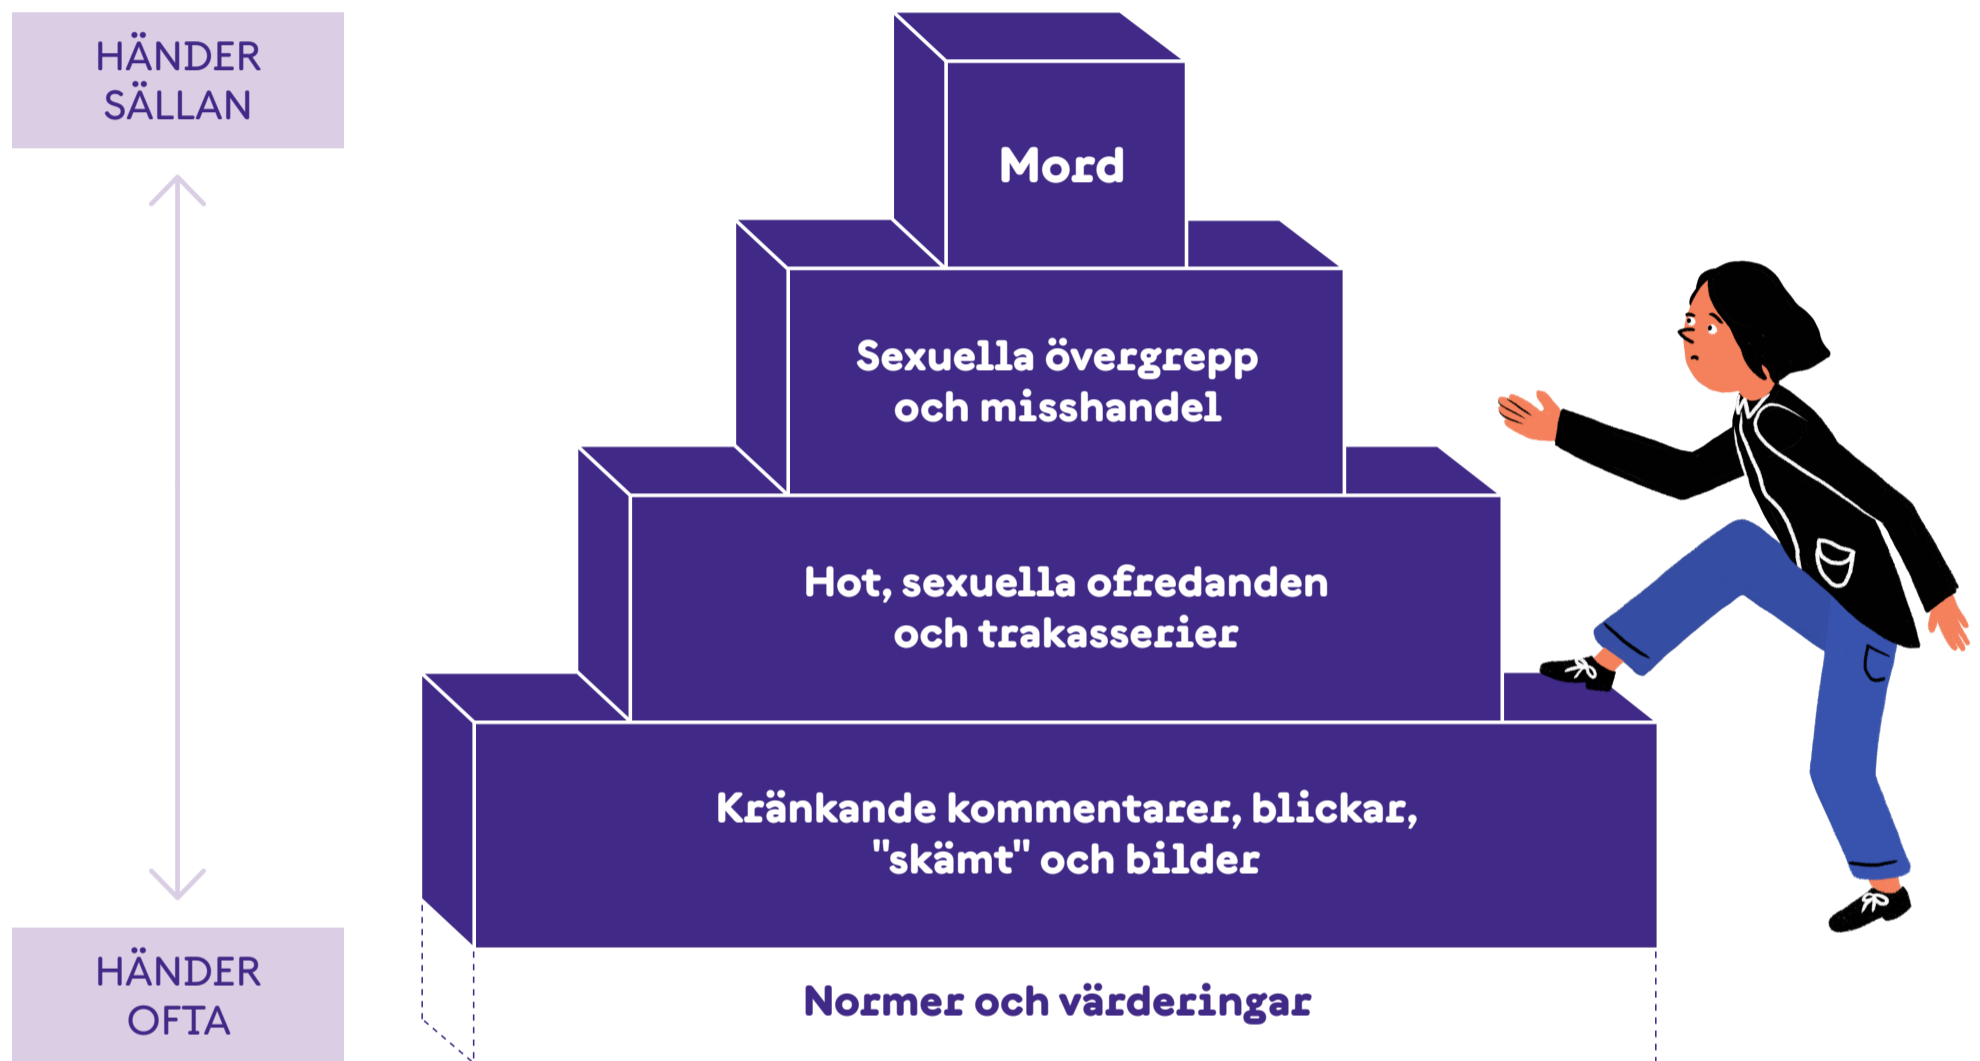 HÄNDER
SÄLLAN
Mord
Sexuella övergrepp
och misshandel
Hot, sexuella ofredanden
och trakasserier
Kränkande kommentarer, blickar,
"skämt" och bilder
HÄNDER
OFTA
Normer och värderingar